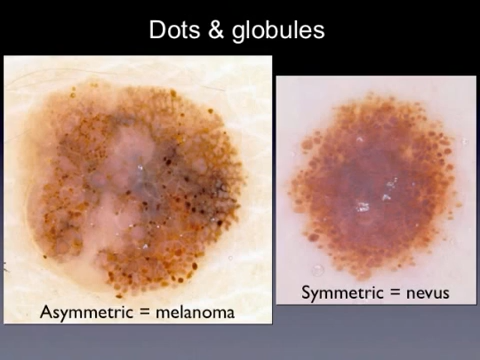 Dots & globules
Asymmetric = melanoma
Symmetric = nevus